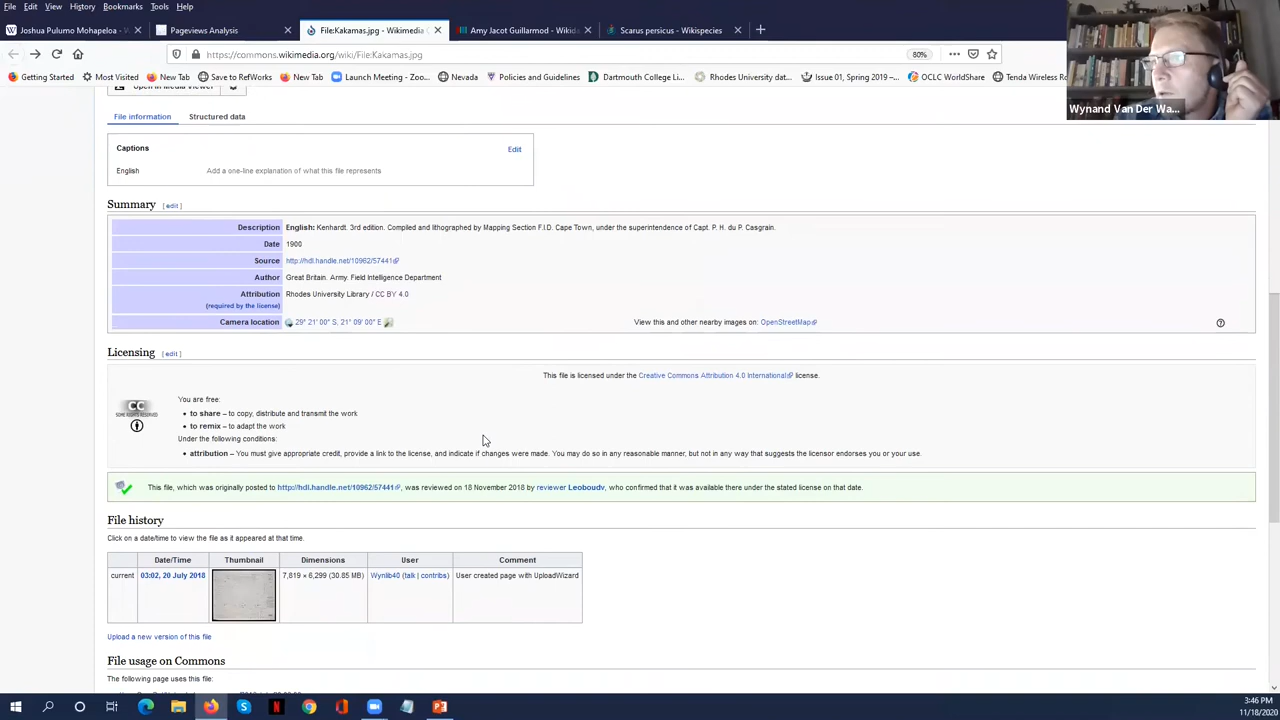 File Edit View History Bookmarks Tools Help
Joshua Pulumo Mohapeloa - Wikip
Pageviews Analysis
File:Kakamas.jpg - Wikimedia C
Amy Jacot Guillarmod - Wikida
Scarus persicus - Wikispecies
https://commons.wikimedia.org/wiki/File:Kakamas.jpg
80%
Getting Started Most Visited New Tab Save to RefWorks New Tab Launch Meeting - Zoo... Nevada Policies and Guidelines Dartmouth College Li... Rhodes University dat... Issue 01, Spring 2019 –... OCLC WorldShare Tenda Wireless Ro
Wynand Van Der Wa...
Open in Media Viewer
File information Structured data
Captions Edit
English Add a one-line explanation of what this file represents
Summary [ edit ]
Description English: Kenhardt. 3rd edition. Compiled and lithographed by Mapping Section F.I.D. Cape Town, under the superintendence of Capt. P. H. du P. Casgrain.
Date 1900
Source http://hdl.handle.net/10962/57441
Author Great Britain. Army. Field Intelligence Department
Attribution Rhodes University Library / CC BY 4.0
(required by the license)
Camera location 29° 21′ 00″ S, 21° 09′ 00″ E View this and other nearby images on: OpenStreetMap
Licensing [ edit ]
This file is licensed under the Creative Commons Attribution 4.0 International license.
CC
SOME RIGHTS RESERVED
You are free:
• to share – to copy, distribute and transmit the work
• to remix – to adapt the work
Under the following conditions:
• attribution – You must give appropriate credit, provide a link to the license, and indicate if changes were made. You may do so in any reasonable manner, but not in any way that suggests the licensor endorses you or your use.
This file, which was originally posted to http://hdl.handle.net/10962/57441, was reviewed on 18 November 2018 by reviewer Leoboudv, who confirmed that it was available there under the stated license on that date.
File history
Click on a date/time to view the file as it appeared at that time.
Date/Time Thumbnail Dimensions User Comment
current 03:02, 20 July 2018 7,819 × 6,299 (30.85 MB) Wynlib40 (talk | contribs) User created page with UploadWizard
Upload a new version of this file
File usage on Commons
The following page uses this file:
3:46 PM
11/18/2020